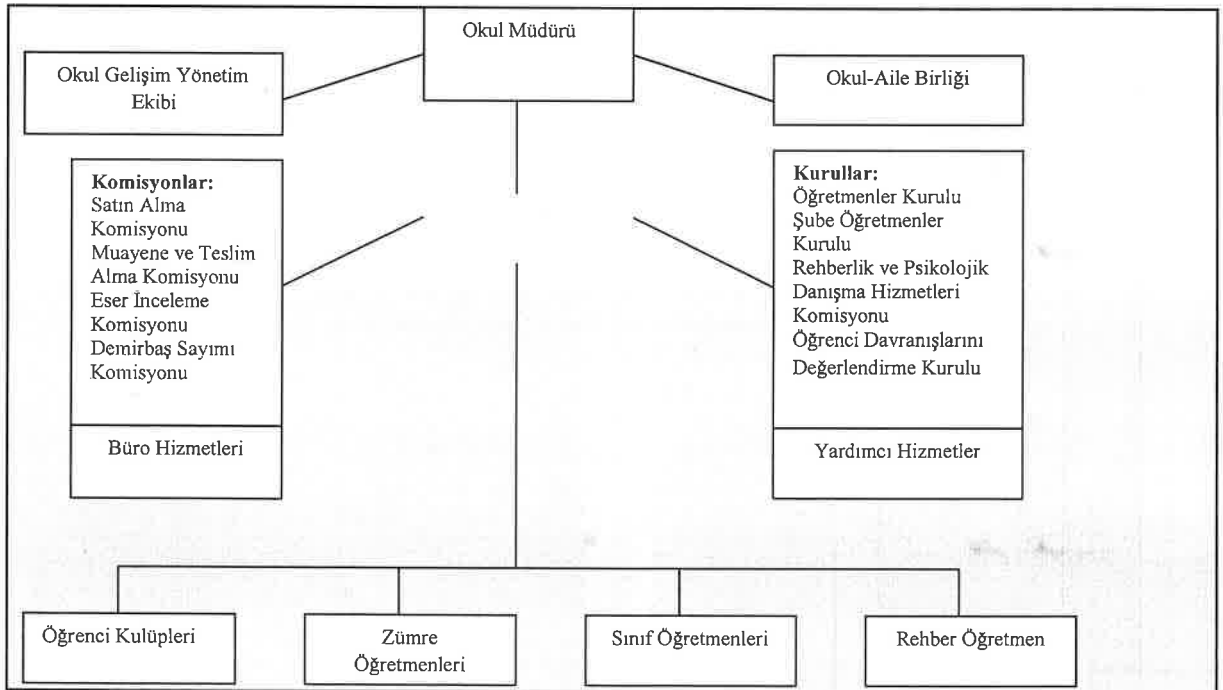 Okul Müdürü
Okul Gelişim Yönetim
Ekibi
Okul-Aile Birliği
Komisyonlar:
Satın Alma
Komisyonu
Muayene ve Teslim
Alma Komisyonu
Eser İnceleme
Komisyonu
Demirbaş Sayımı
Komisyonu
Büro Hizmetleri
Kurullar:
Öğretmenler Kurulu
Şube Öğretmenler
Kurulu
Rehberlik ve Psikolojik
Danışma Hizmetleri
Komisyonu
Öğrenci Davranışlarını
Değerlendirme Kurulu
Yardımcı Hizmetler
Öğrenci Kulüpleri
Zümre
Öğretmenleri
Sınıf Öğretmenleri
Rehber Öğretmen